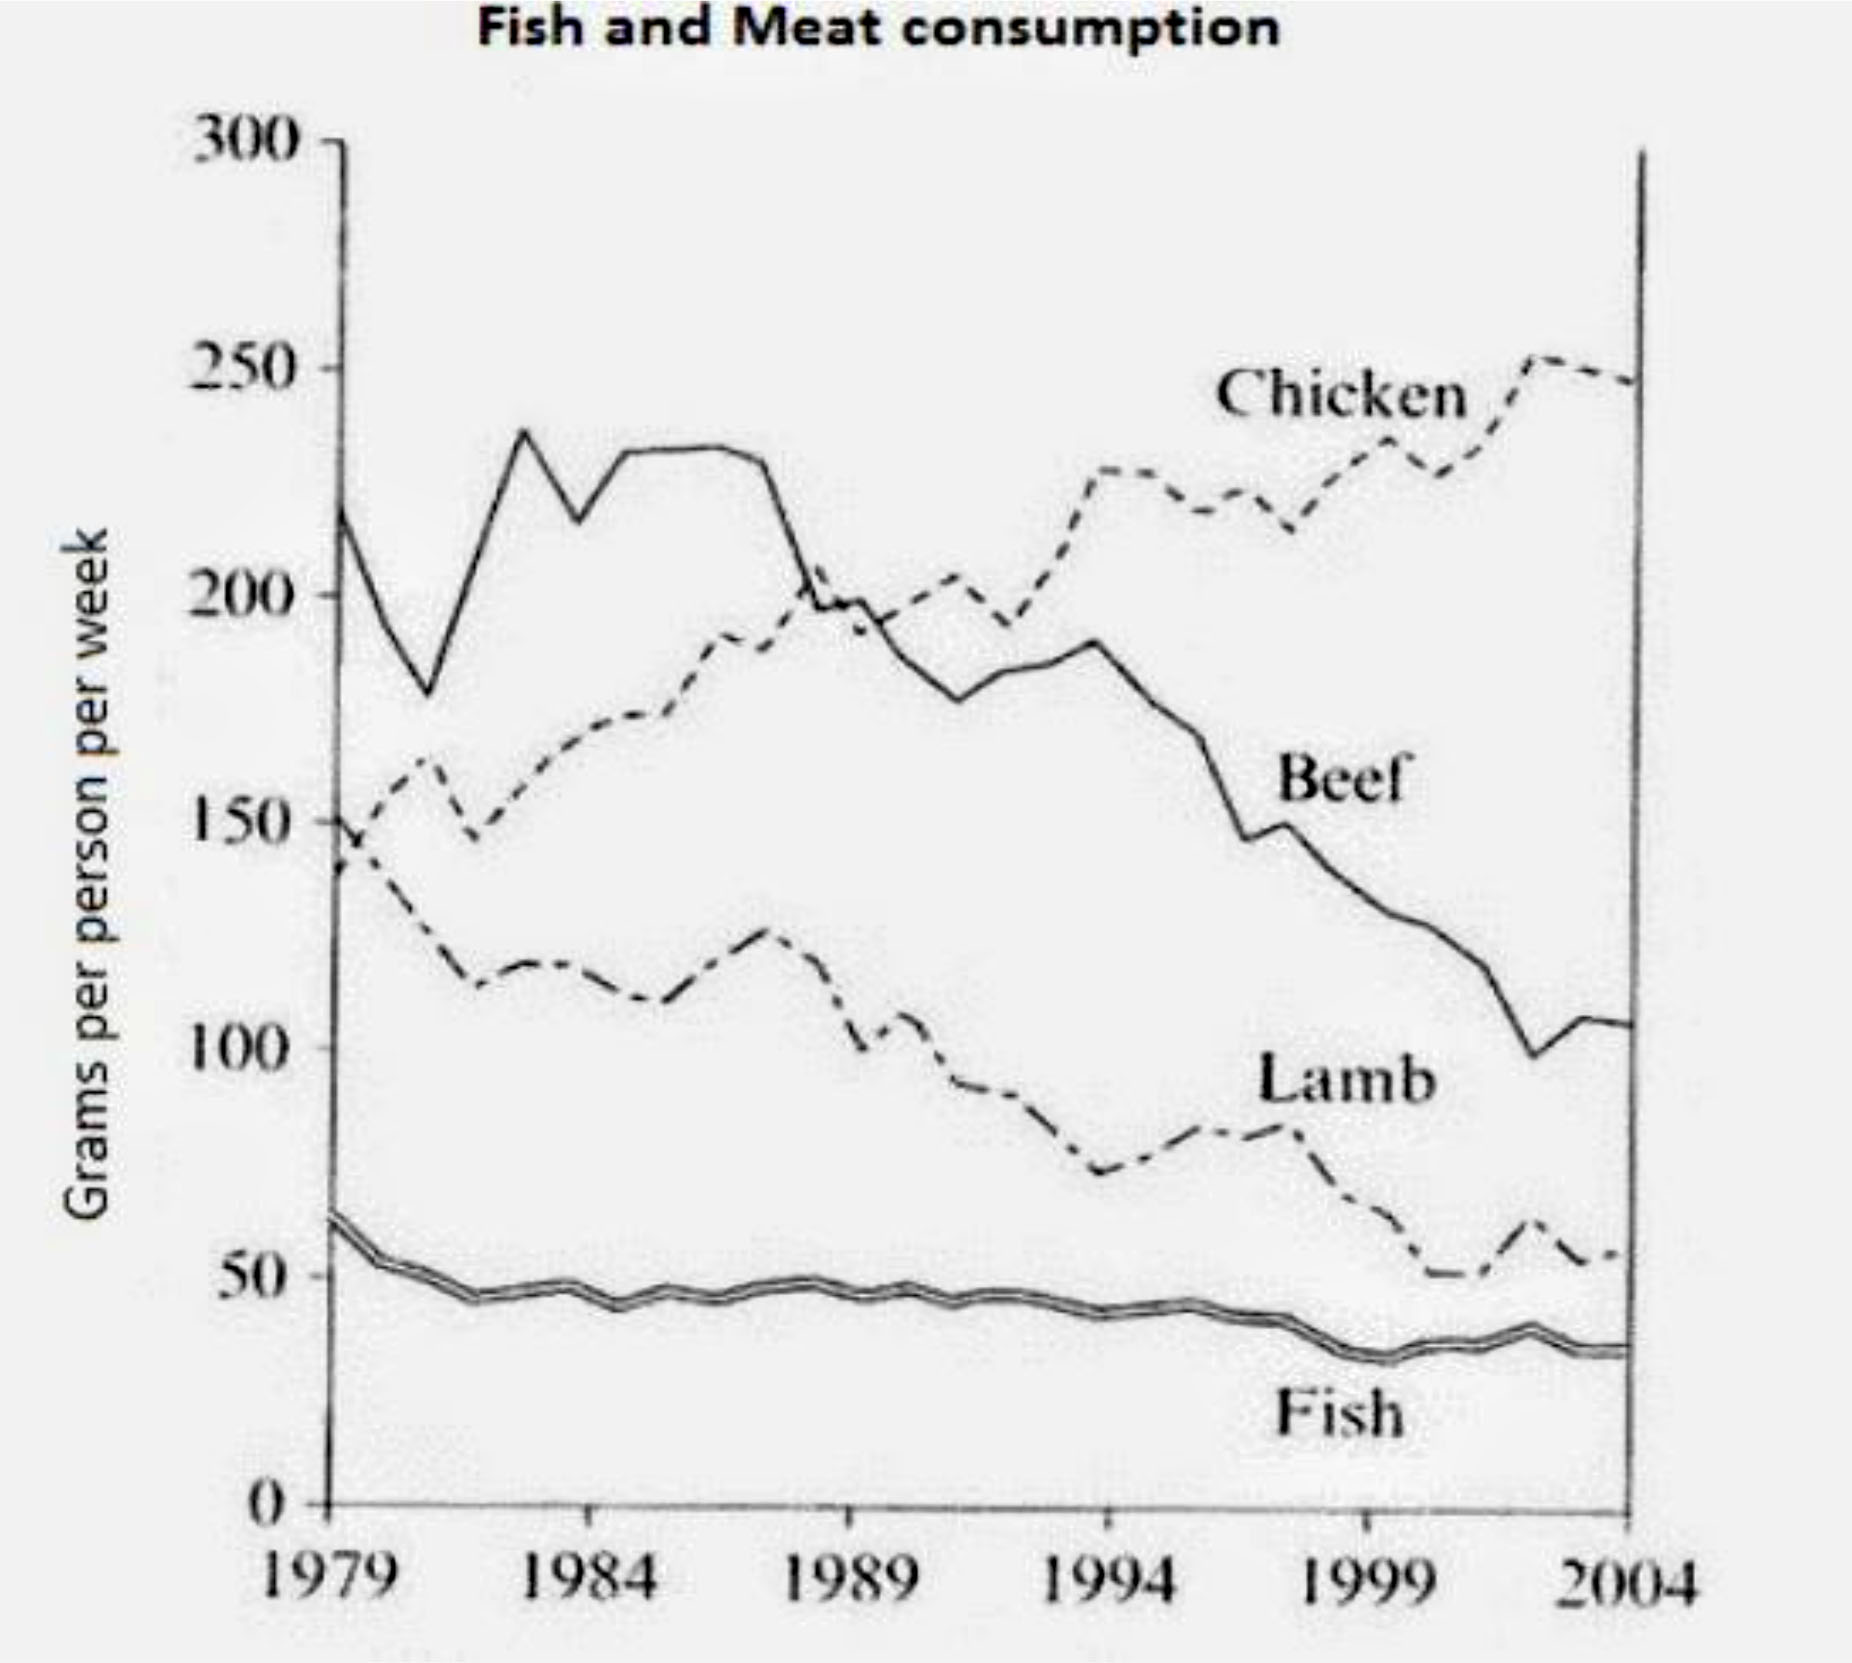 Fish and Meat consumption
Grams per person per week
300
250
200
150
100
50
0
Chicken
Beef
Lamb
Fish
1979 1984 1989 1994 1999 2004